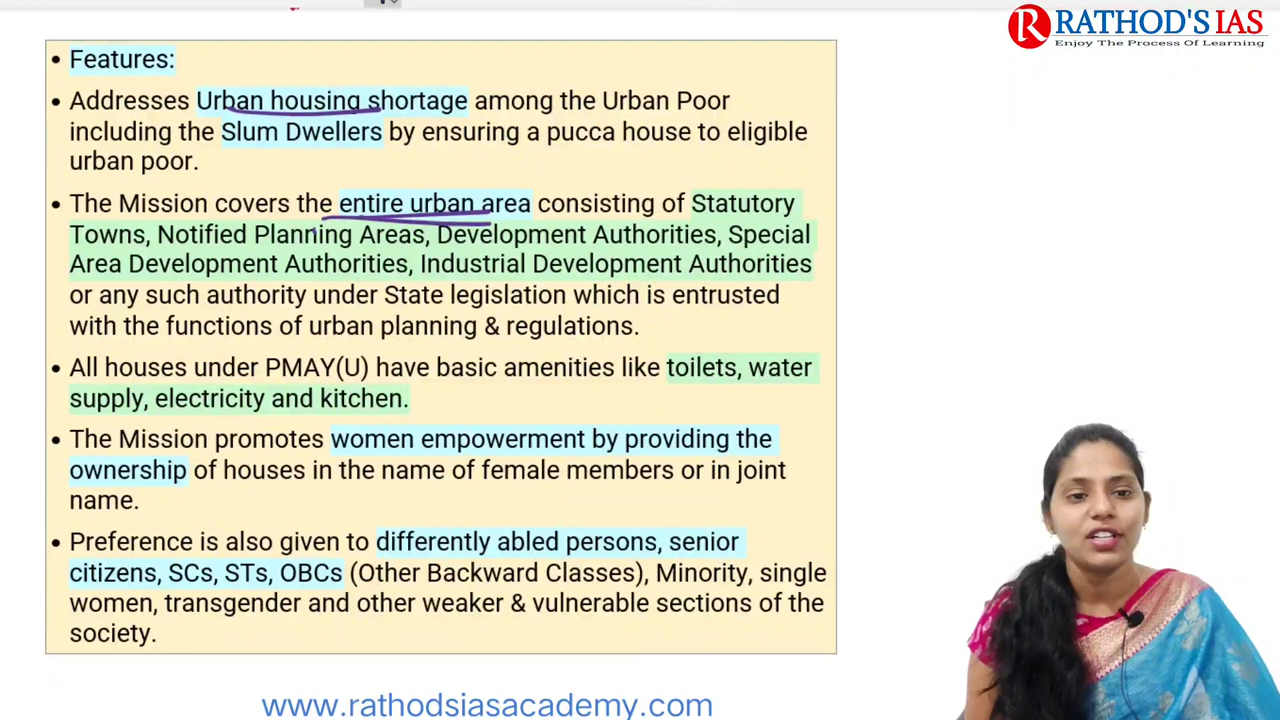 RATHOD'S IAS
Enjoy The Process Of Learning
• Features:
• Addresses Urban housing shortage among the Urban Poor
including the Slum Dwellers by ensuring a pucca house to eligible
urban poor.
• The Mission covers the entire urban area consisting of Statutory
Towns, Notified Planning Areas, Development Authorities, Special
Area Development Authorities, Industrial Development Authorities
or any such authority under State legislation which is entrusted
with the functions of urban planning & regulations.
• All houses under PMAY(U) have basic amenities like toilets, water
supply, electricity and kitchen.
• The Mission promotes women empowerment by providing the
ownership of houses in the name of female members or in joint
name.
• Preference is also given to differently abled persons, senior
citizens, SCs, STs, OBCs (Other Backward Classes), Minority, single
women, transgender and other weaker & vulnerable sections of the
society.
www.rathodsiasacademy.com